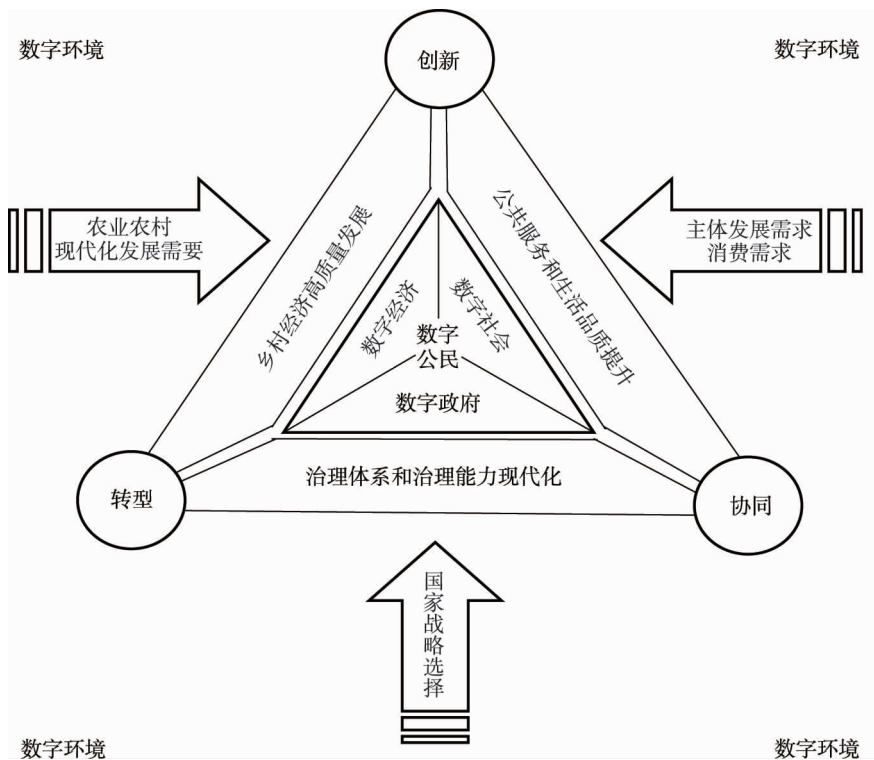 数字环境
数字环境
创新
农业农村
现代化发展需要
主体发展需求
消费需求
乡村经济高质量发展
公共服务和生活品质提升
数字经济
数字社会
数字
公民
数字政府
治理体系和治理能力现代化
转型
协同
国家战略选择
数字环境
数字环境